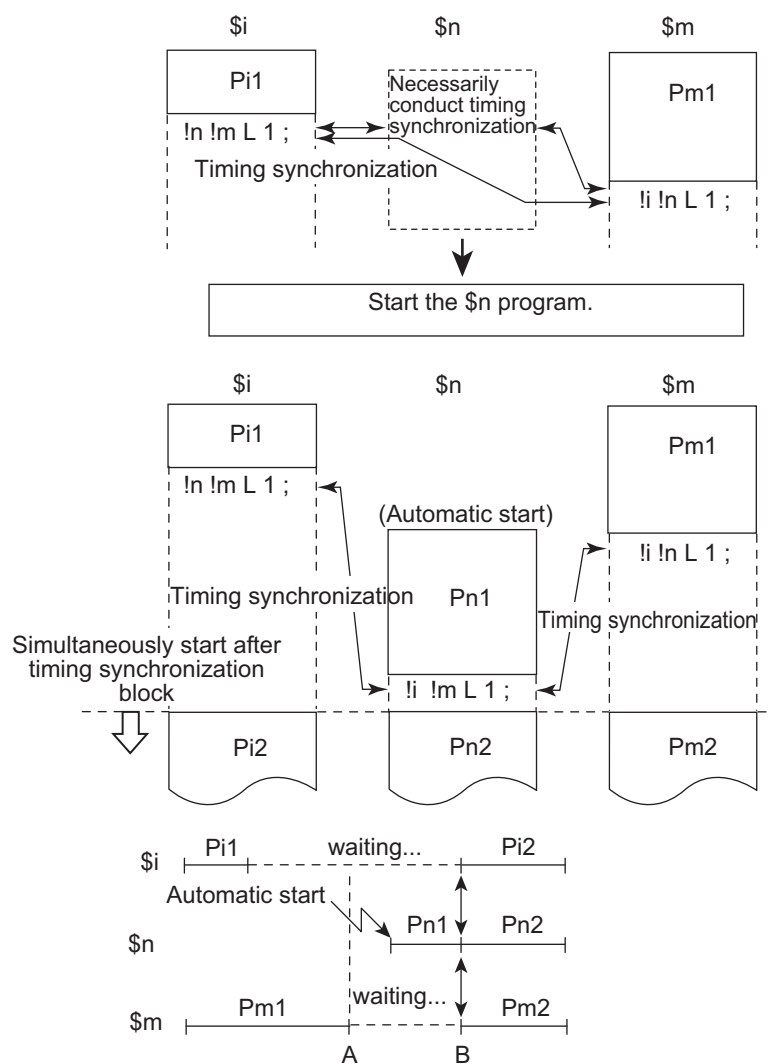 $i $n $m
Pi1
Necessarily
conduct timing
synchronization
Pm1
!n !m L 1 ;
Timing synchronization
!i !n L 1 ;
Start the $n program.
$i $n $m
Pi1
Pm1
!n !m L 1 ;
(Automatic start)
!i !n L 1 ;
Timing synchronization
Pn1
Timing synchronization
Simultaneously start after
timing synchronization
block
!i !m L 1 ;
Pi2 Pn2 Pm2
$i Pi1 waiting... Pi2
Automatic start
$n Pn1 Pn2
$m Pm1 waiting... Pm2
A B